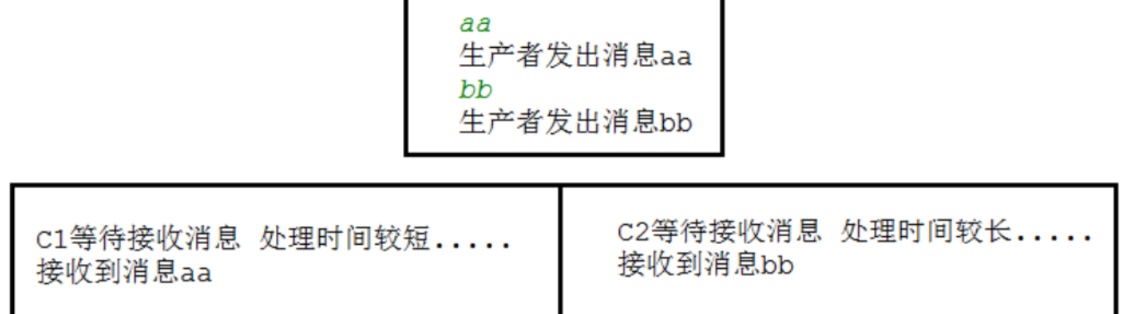 aa
生产者发出消息aa
bb
生产者发出消息bb
C1等待接收消息 处理时间较短.....
接收到消息aa
C2等待接收消息 处理时间较长.....
接收到消息bb